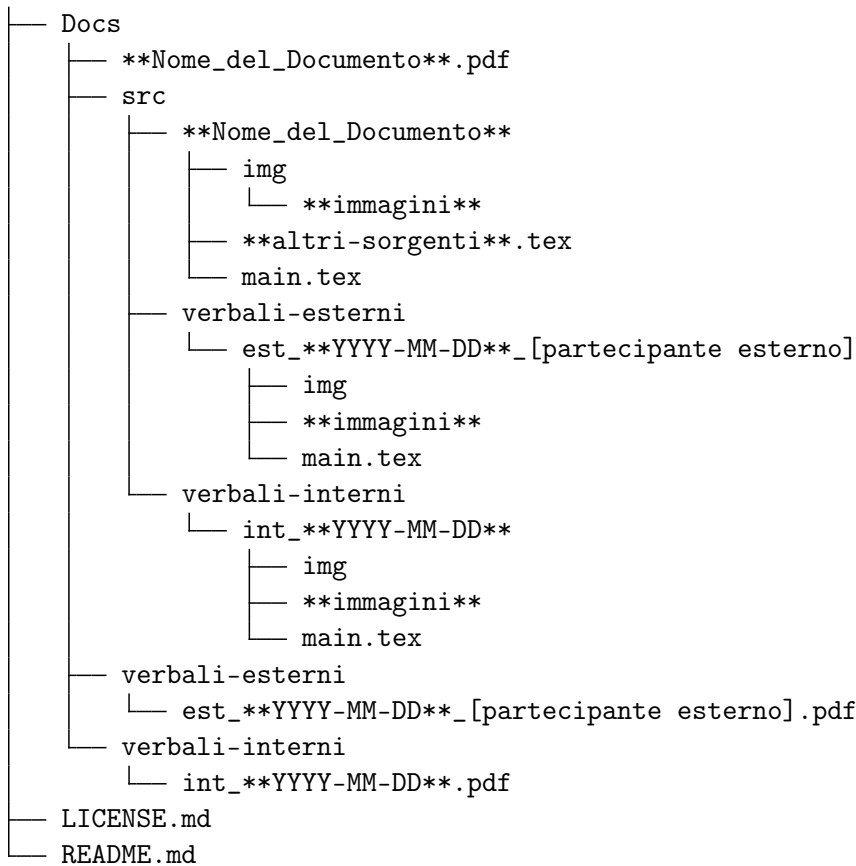 Docs
**Nome_del_Documento**.pdf
src
**Nome_del_Documento**
img
**immagini**
**altri-sorgenti**.tex
main.tex
verbali-esterni
est_**YYYY-MM-DD**_[partecipante esterno]
img
**immagini**
main.tex
verbali-interni
int_**YYYY-MM-DD**
img
**immagini**
main.tex
verbali-esterni
est_**YYYY-MM-DD**_[partecipante esterno].pdf
verbali-interni
int_**YYYY-MM-DD**.pdf
LICENSE.md
README.md